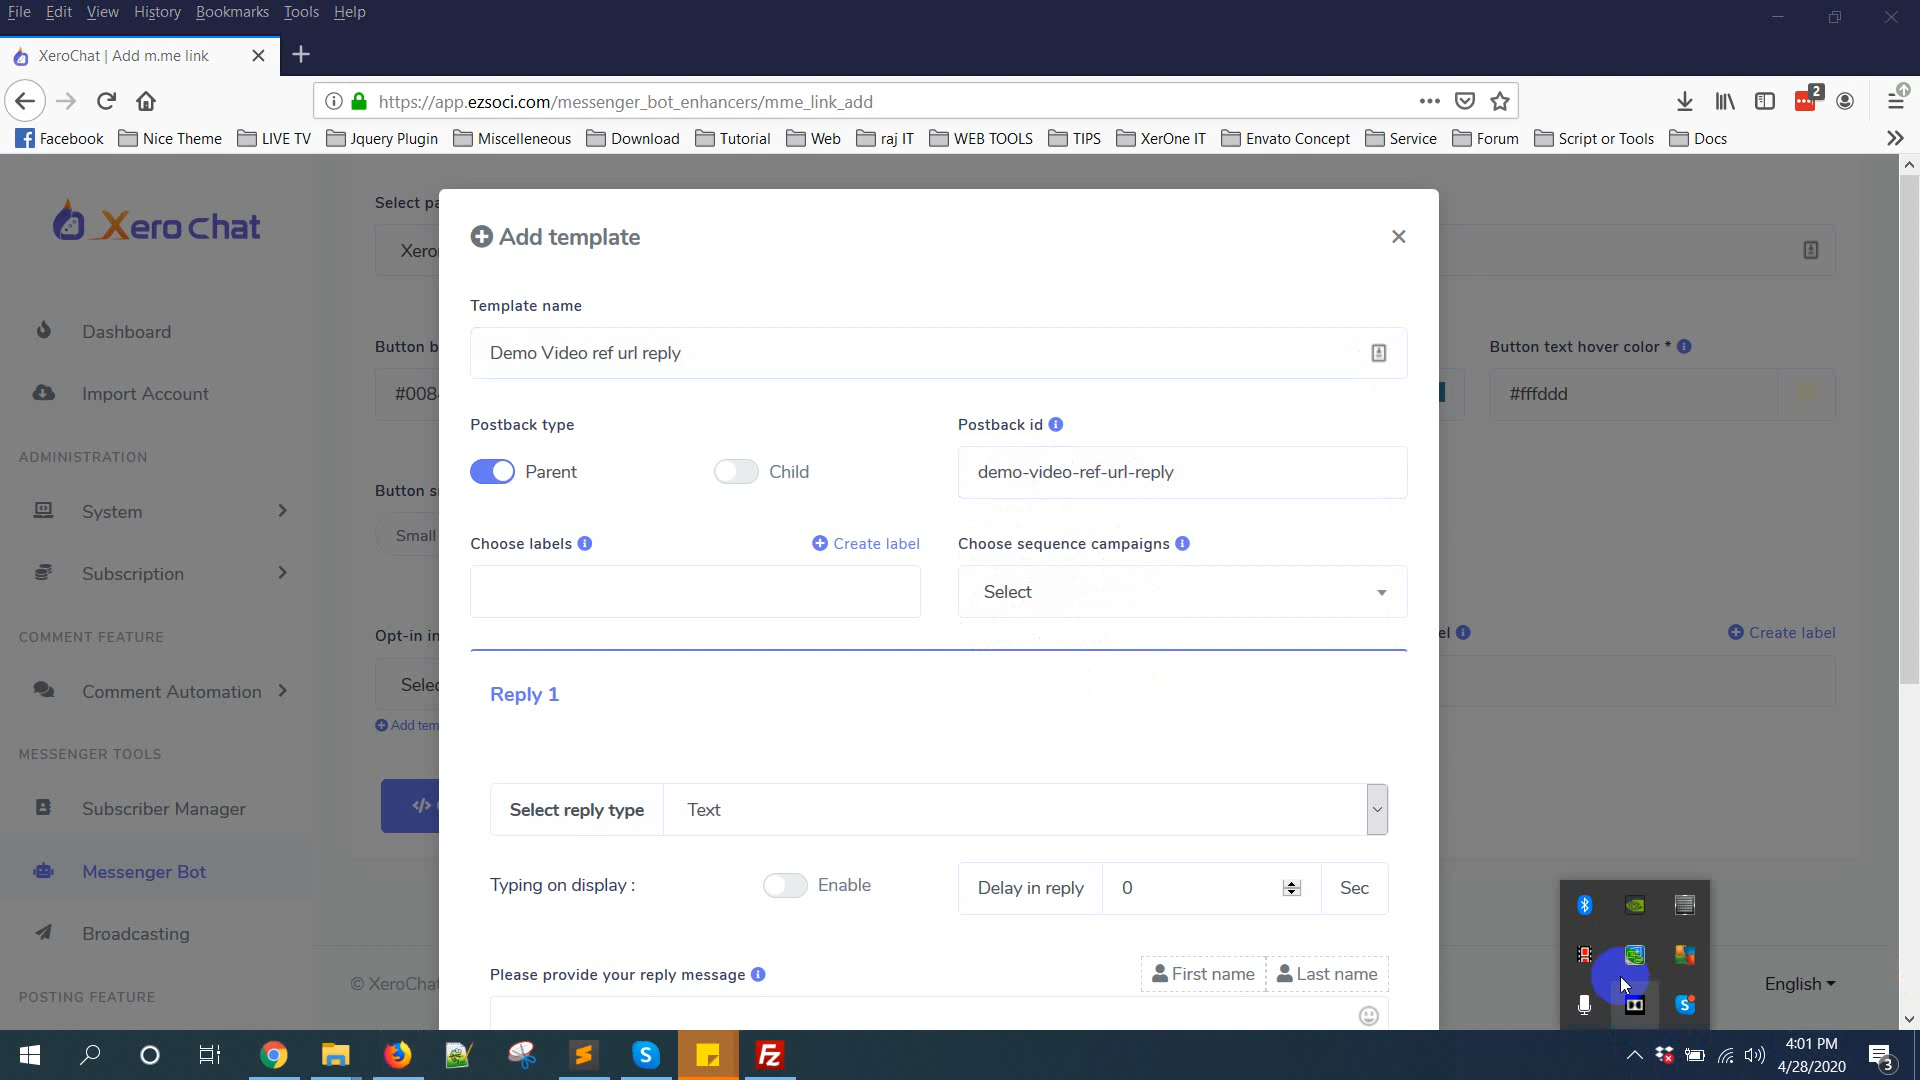 File Edit View History Bookmarks Tools Help
XeroChat | Add m.me link
https://app.ezsoci.com/messenger_bot_enhancers/mme_link_add
2
Facebook Nice Theme LIVE TV Jquery Plugin Miscelleneous Download Tutorial Web raj IT WEB TOOLS TIPS XerOne IT Envato Concept Service Forum Script or Tools Docs
Xero Chat
Dashboard
Import Account
ADMINISTRATION
System
Subscription
COMMENT FEATURE
Comment Automation
MESSENGER TOOLS
Subscriber Manager
Messenger Bot
Broadcasting
POSTING FEATURE
Select pa
Xero
Button b
#008
Button s
Small
Opt-in in
Selec
Add tem
© XeroChat
Add template
Template name
Demo Video ref url reply
Postback type
Postback id
Parent
Child
demo-video-ref-url-reply
Choose labels
Create label
Choose sequence campaigns
Select
Reply 1
Select reply type
Text
Typing on display :
Enable
Delay in reply
0
Sec
Please provide your reply message
First name
Last name
Button text hover color *
#fffddd
el
Create label
English
4:01 PM
4/28/2020
3